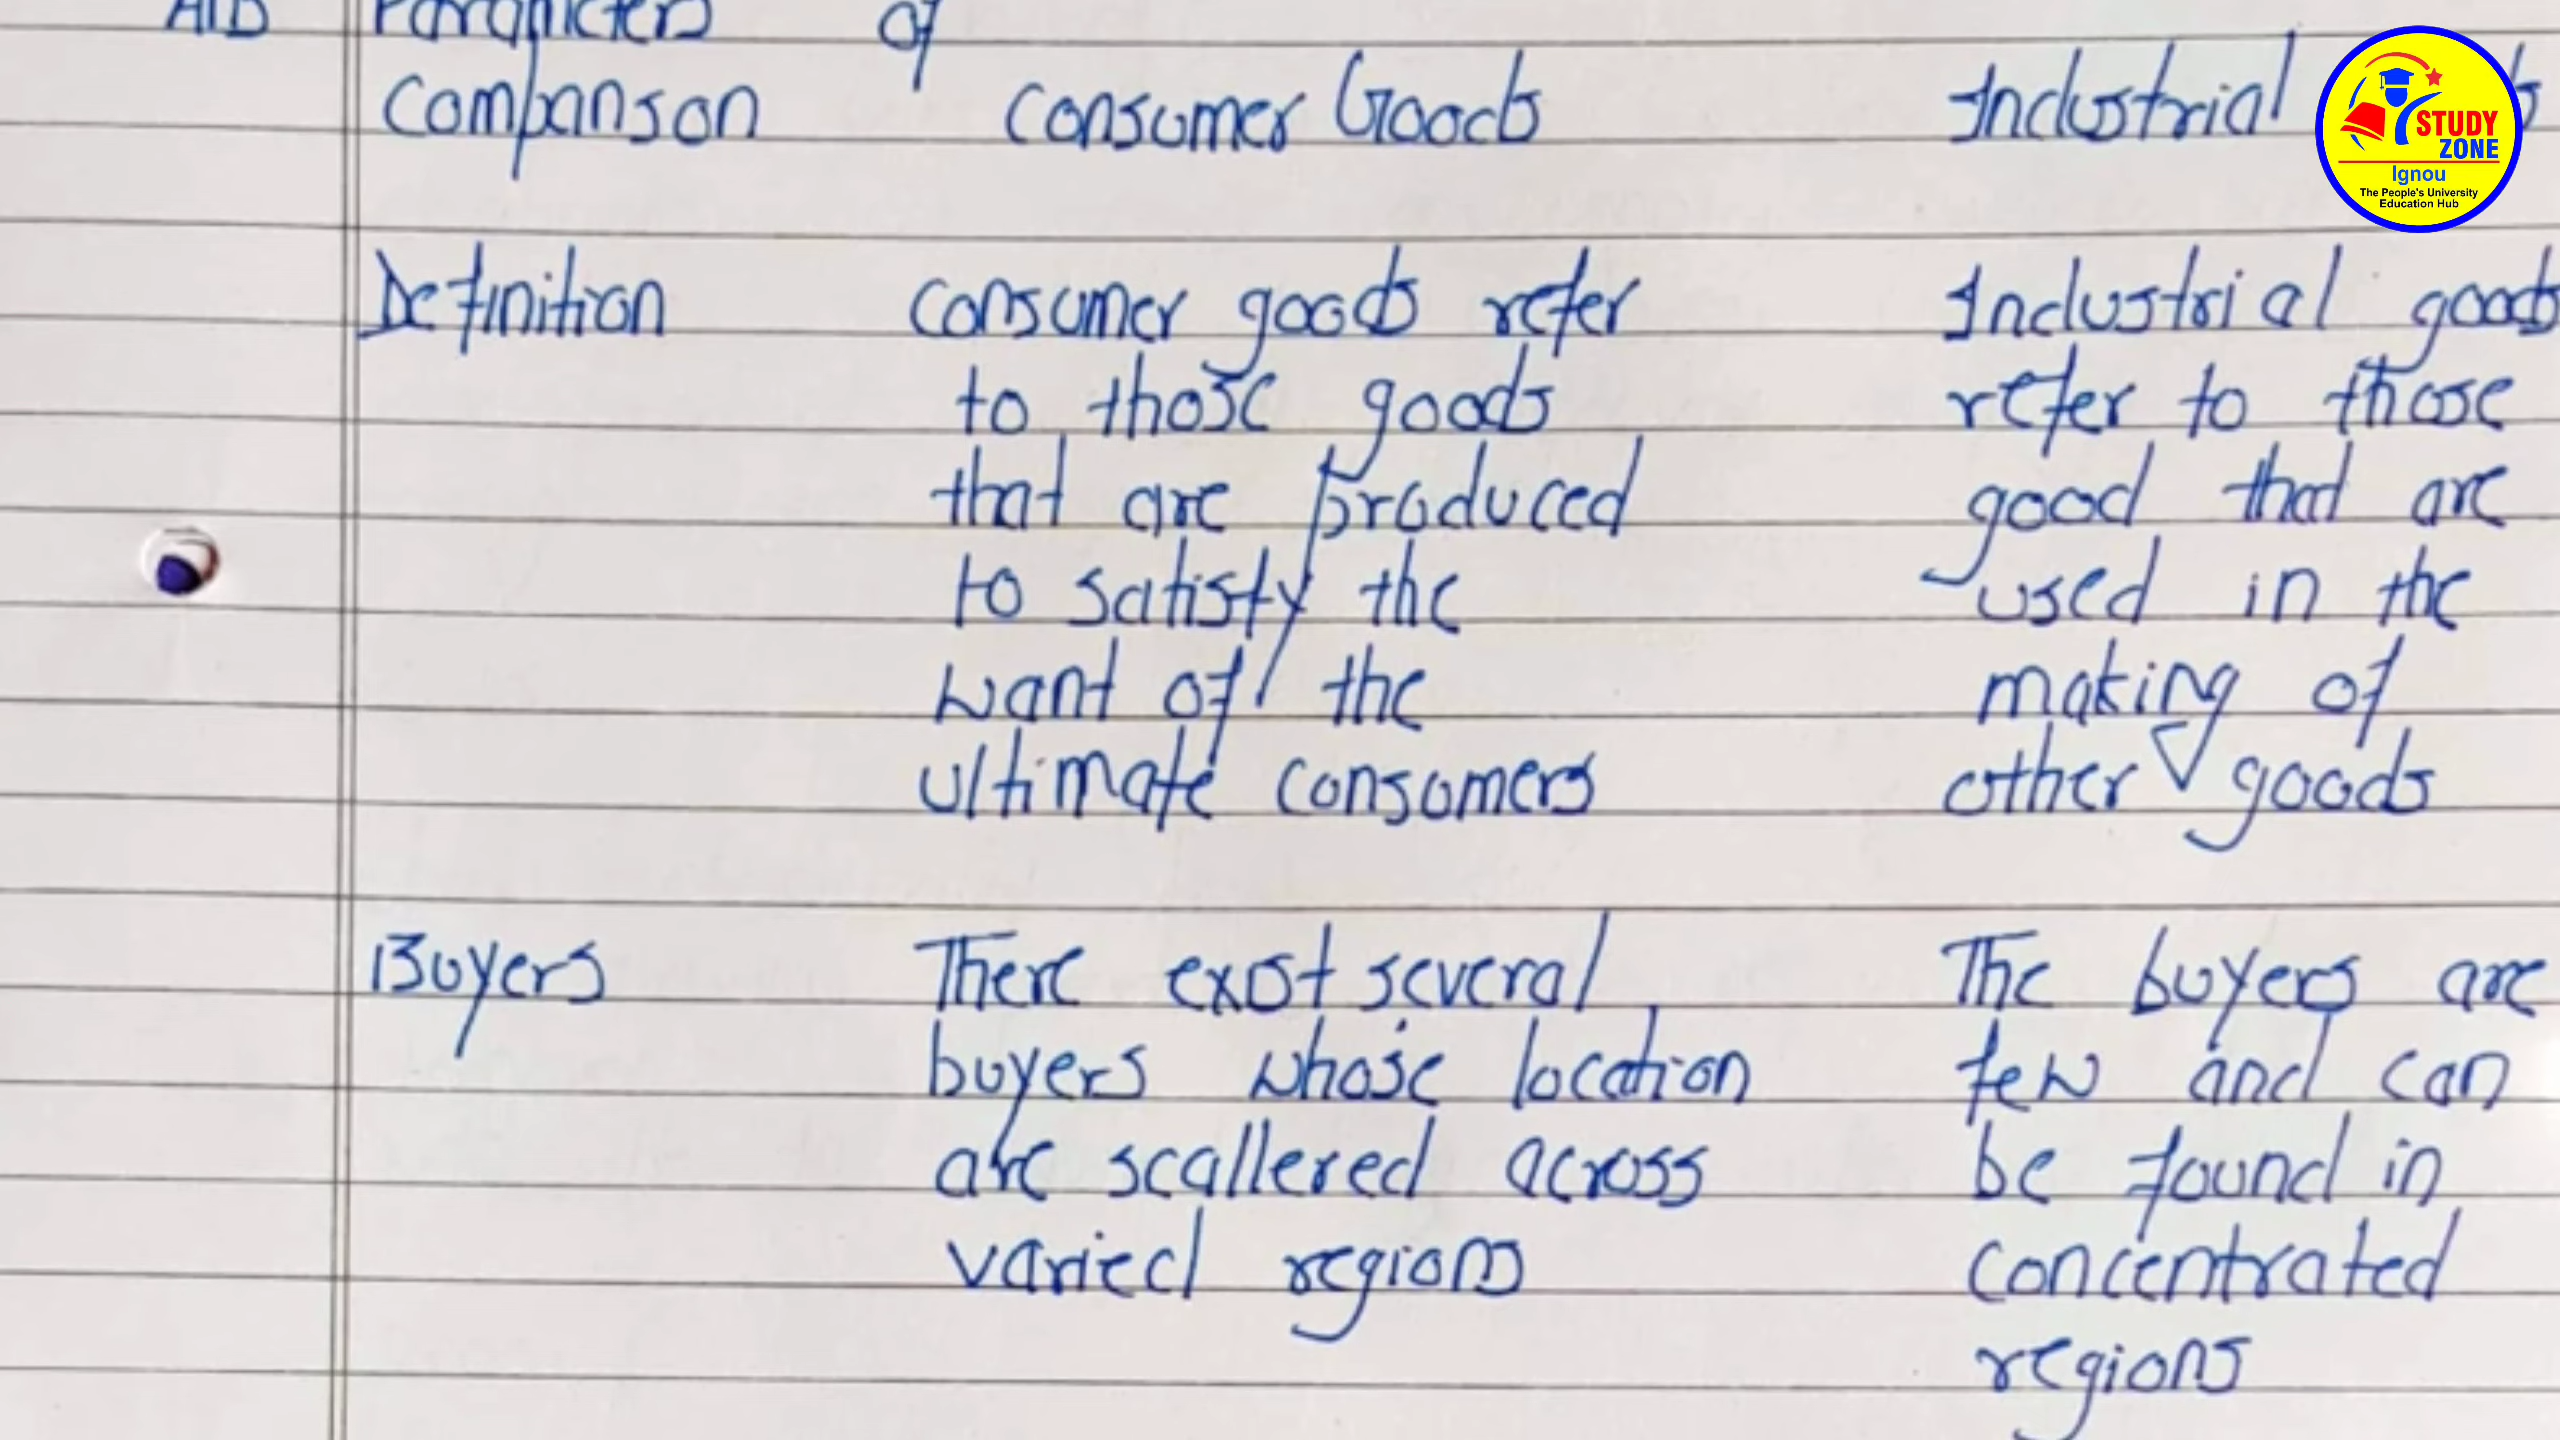 Parameters of
Comparison
Consumer Goods
Industrial
Definition
Consumer goods refer
to those goods
that are produced
to satisfy the
want of the
ultimate consumers
Industrial goods
refer to those
good that are
used in the
making of
other goods
Buyers
There exist several
buyers whose location
are scallered across
varied regions
The buyers are
few and can
be found in
concentrated
regions
STUDY
ZONE
Ignou
The People's University
Education Hub